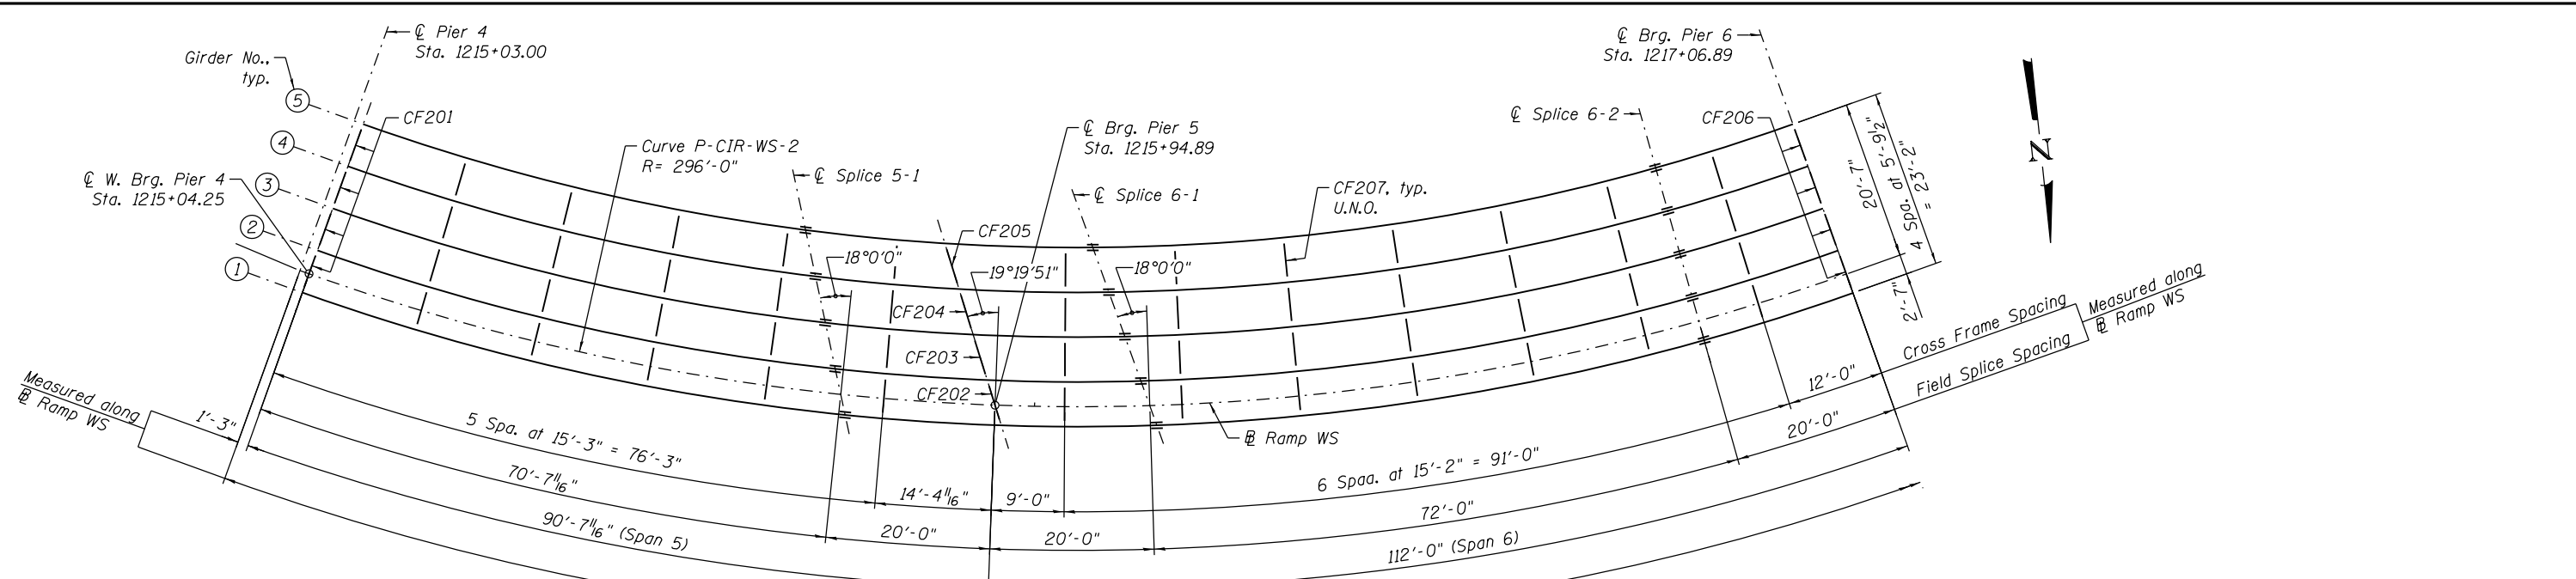 ℄ Pier 4
Sta. 1215+03.00
Girder No.,
typ.
5
4
3
2
1
CF201
℄ W. Brg. Pier 4
Sta. 1215+04.25
Curve P-CIR-WS-2
R= 296'-0"
℄ Splice 5-1
18°0'0"
CF205
℄ Brg. Pier 5
Sta. 1215+94.89
℄ Splice 6-1
19°19'51"
18°0'0"
CF204
CF203
CF202
CF207, typ.
U.N.O.
℄ Splice 6-2
℄ Brg. Pier 6
Sta. 1217+06.89
CF206
20'-7"
4 Spa. at 5'-9½" = 23'-2"
2'-7"
N
Measured along
B̲L Ramp WS
Cross Frame Spacing
Field Splice Spacing
Measured along
B̲L Ramp WS
1'-3"
B̲L Ramp WS
5 Spa. at 15'-3" = 76'-3"
14'-4 11/16"
9'-0"
6 Spaa. at 15'-2" = 91'-0"
12'-0"
70'-7 11/16"
20'-0"
20'-0"
72'-0"
20'-0"
90'-7 11/16" (Span 5)
112'-0" (Span 6)